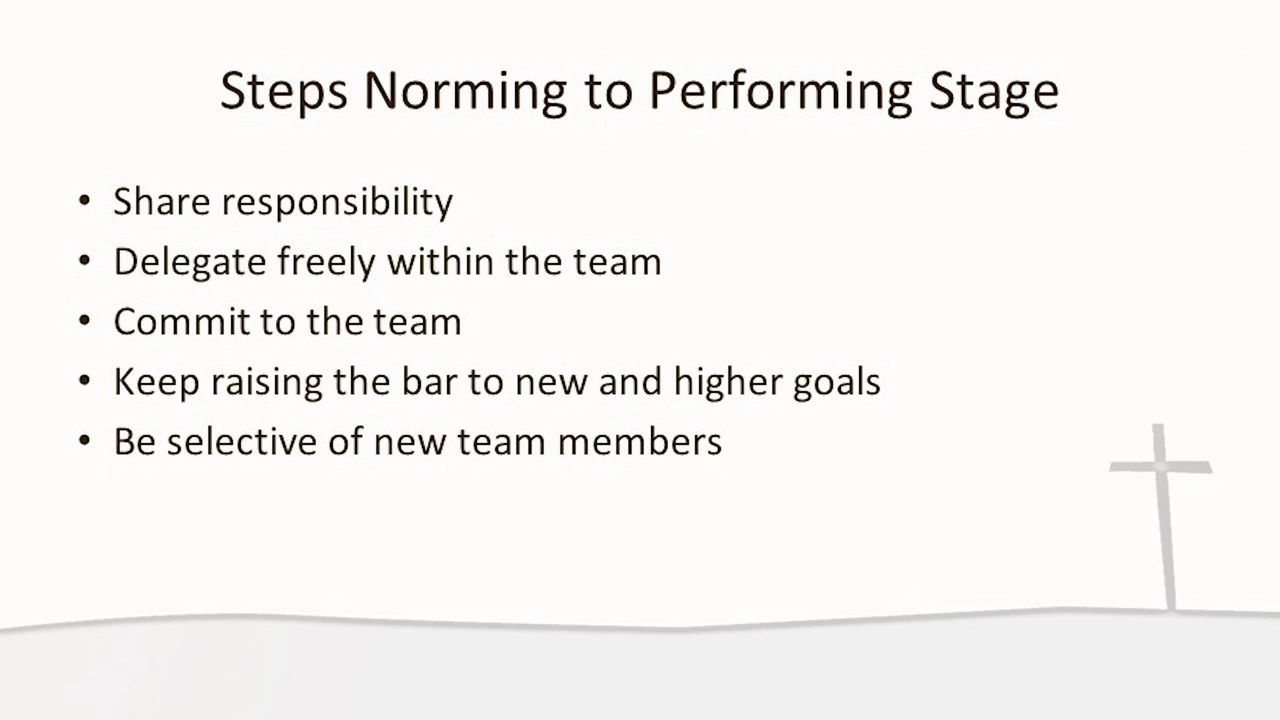 Steps Norming to Performing Stage
• Share responsibility
• Delegate freely within the team
• Commit to the team
• Keep raising the bar to new and higher goals
• Be selective of new team members